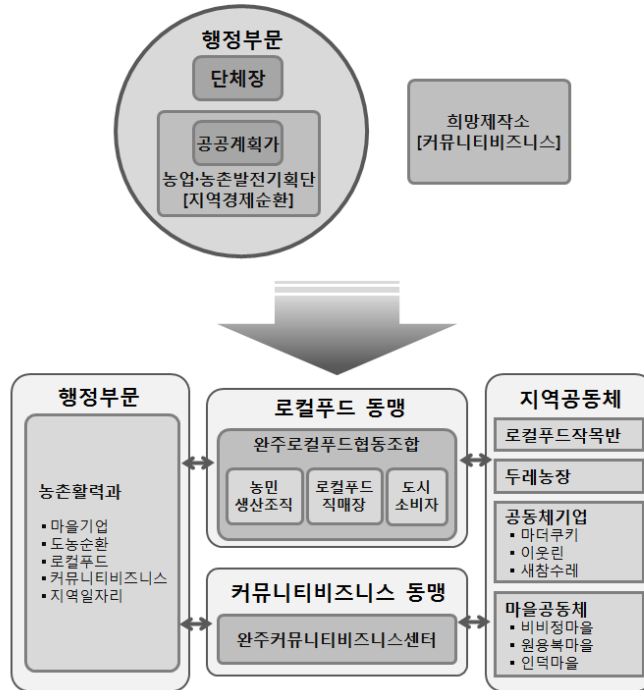 행정부문
단체장
공공계획가
농업·농촌발전기획단
[지역경제순환]
희망제작소
[커뮤니티비즈니스]
행정부문
농촌활력과
▪ 마을기업
▪ 도농순환
▪ 로컬푸드
▪ 커뮤니티비즈니스
▪ 지역일자리
로컬푸드 동맹
완주로컬푸드협동조합
농민
생산조직
로컬푸드
직매장
도시
소비자
커뮤니티비즈니스 동맹
완주커뮤니티비즈니스센터
지역공동체
로컬푸드작목반
두레농장
공동체기업
▪ 마더쿠키
▪ 이웃린
▪ 새참수레
마을공동체
▪ 비비정마을
▪ 원용복마을
▪ 인덕마을